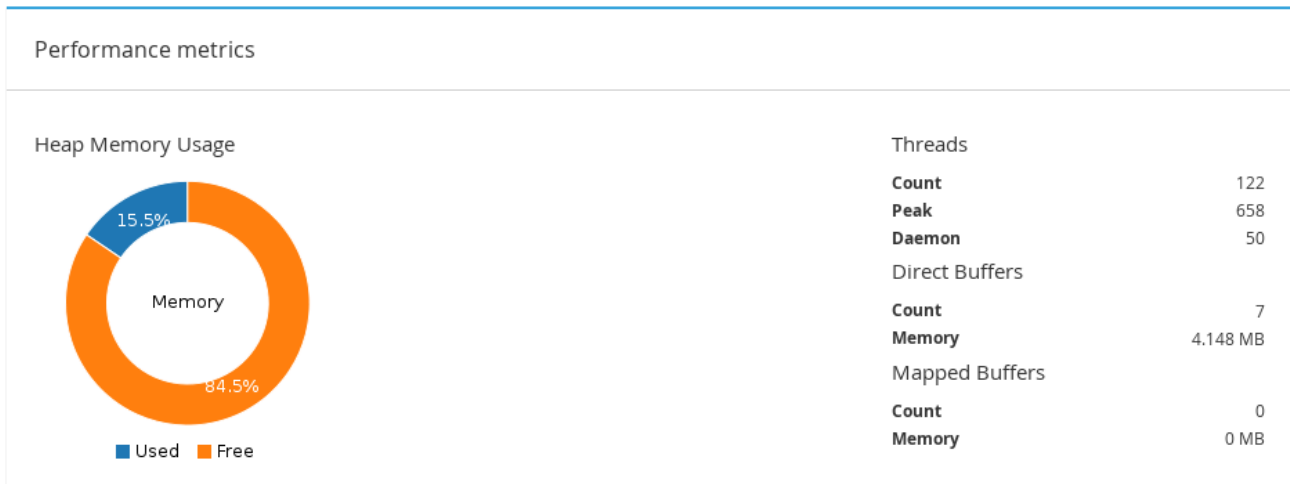 Performance metrics
Heap Memory Usage
15.5%
Memory
84.5%
Used Free
Threads
Count 122
Peak 658
Daemon 50
Direct Buffers
Count 7
Memory 4.148 MB
Mapped Buffers
Count 0
Memory 0 MB